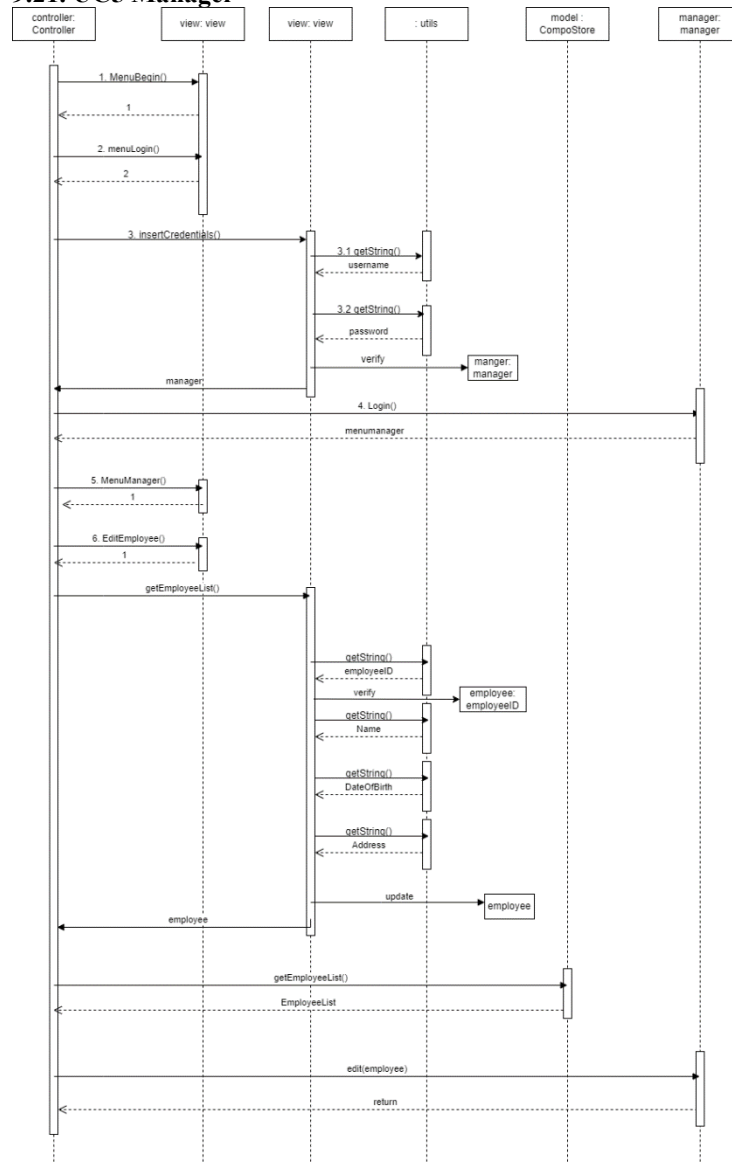 9.21. UC5 Manager
controller:
Controller
view: view
view: view
: utils
model :
CompoStore
manager:
manager
1. MenuBegin()
1
2. menuLogin()
2
3. insertCredentials()
3.1 getString()
username
3.2 getString()
password
verify
manger:
manager
manager
4. Login()
menumanager
5. MenuManager()
1
6. EditEmployee()
1
getEmployeeList()
getString()
employeeID
verify
employee:
employeeID
getString()
Name
getString()
DateOfBirth
getString()
Address
update
employee
employee
getEmployeeList()
EmployeeList
edit(employee)
return